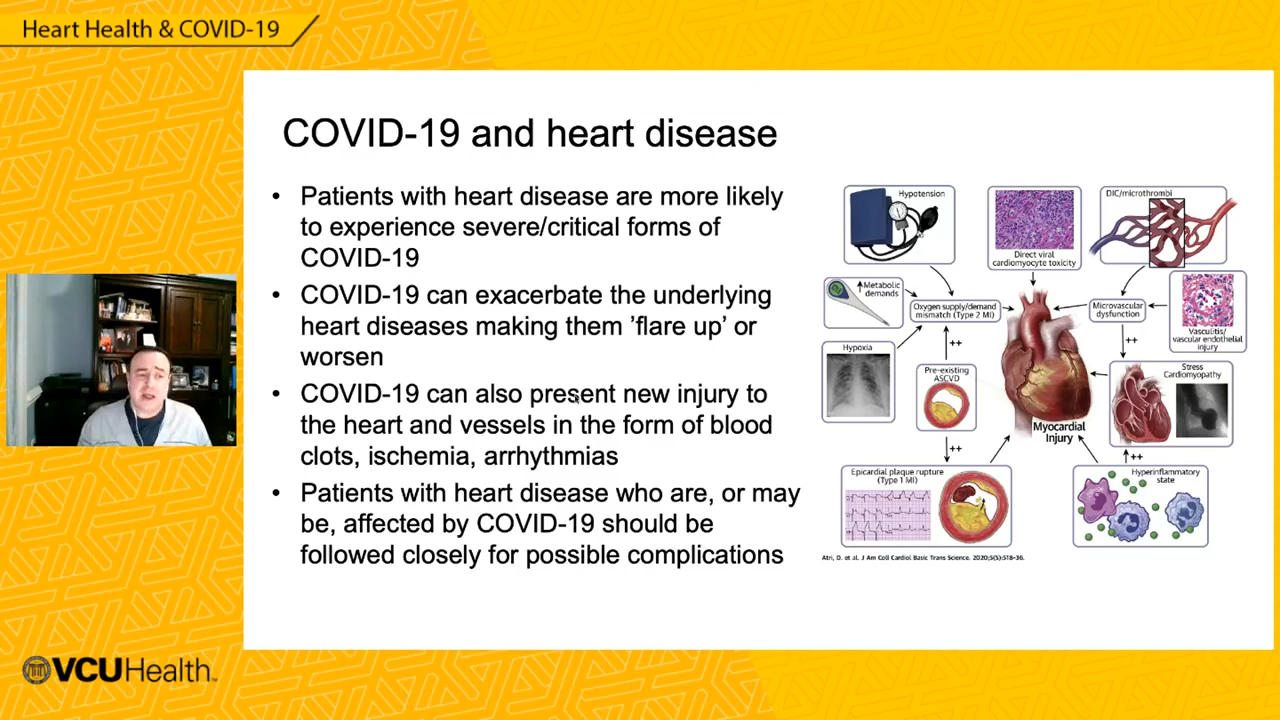 Heart Health & COVID-19
COVID-19 and heart disease
• Patients with heart disease are more likely
to experience severe/critical forms of
COVID-19
• COVID-19 can exacerbate the underlying
heart diseases making them ’flare up’ or
worsen
• COVID-19 can also present new injury to
the heart and vessels in the form of blood
clots, ischemia, arrhythmias
• Patients with heart disease who are, or may
be, affected by COVID-19 should be
followed closely for possible complications
Hypotension
Direct viral
cardiomyocyte toxicity
DIC/microthrombi
↑ Metabolic
demands
Oxygen supply/demand
mismatch (Type 2 MI)
Microvascular
dysfunction
Vasculitis/
vascular endothelial
injury
Hypoxia
++
++
Pre-existing
ASCVD
Stress
Cardiomyopathy
Myocardial
Injury
++
++
Epicardial plaque rupture
(Type 1 MI)
Hyperinflammatory
state
Atri, D. et al. J Am Coll Cardiol Basic Trans Science. 2020;5(5):518-36.
VCUHealth™